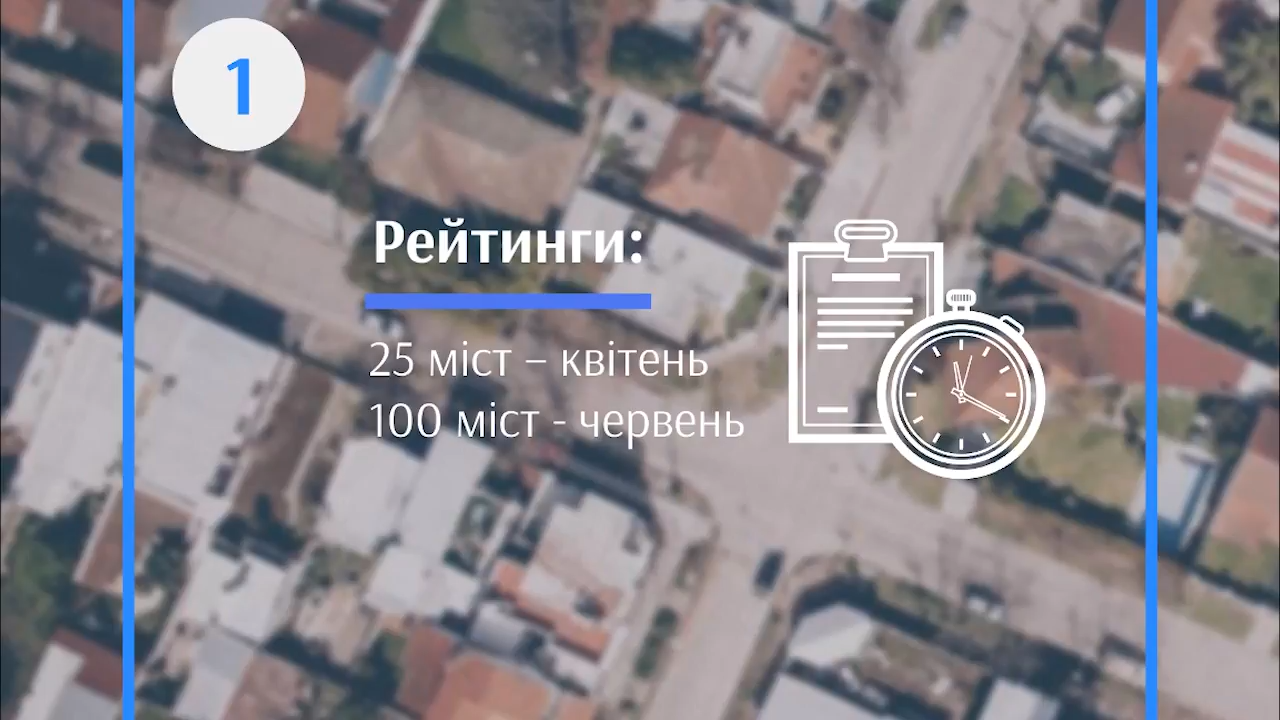 1
Рейтинги:
25 міст – квітень
100 міст - червень